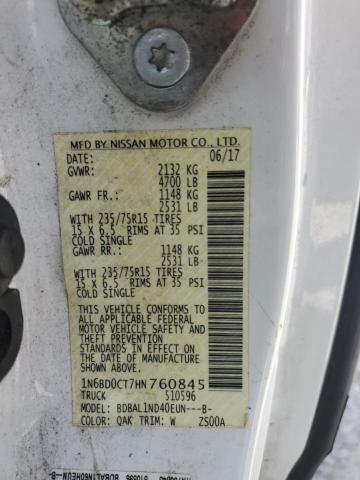 MFD BY NISSAN MOTOR CO., LTD.
DATE: 06/17
GVWR: 2132 KG
4700 LB
GAWR FR.: 1148 KG
2531 LB
WITH 235/75R15 TIRES
15 X 6.5 RIMS AT 35 PSI
COLD SINGLE
GAWR RR.: 1148 KG
2531 LB
WITH 235/75R15 TIRES
15 X 6.5 RIMS AT 35 PSI
COLD SINGLE
THIS VEHICLE CONFORMS TO
ALL APPLICABLE FEDERAL
MOTOR VEHICLE SAFETY AND
THEFT PREVENTION
STANDARDS IN EFFECT ON
THE DATE OF MANUFACTURE
SHOWN ABOVE.
1N6BD0CT7HN760845
TRUCK 510596
MODEL: BDBAL1ND40EUN---B-
COLOR: QAK TRIM: W ZS00A